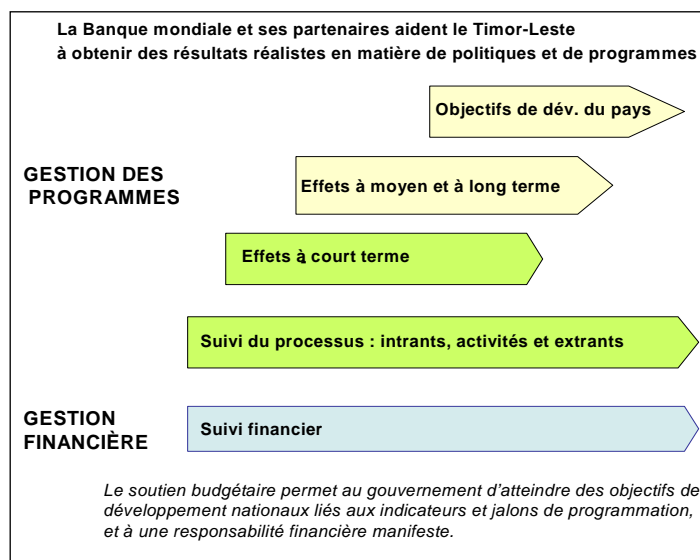 La Banque mondiale et ses partenaires aident le Timor-Leste
à obtenir des résultats réalistes en matière de politiques et de programmes
Objectifs de dév. du pays
GESTION DES
PROGRAMMES
Effets à moyen et à long terme
Effets à court terme
Suivi du processus : intrants, activités et extrants
GESTION
FINANCIÈRE
Suivi financier
Le soutien budgétaire permet au gouvernement d’atteindre des objectifs de
développement nationaux liés aux indicateurs et jalons de programmation,
et à une responsabilité financière manifeste.